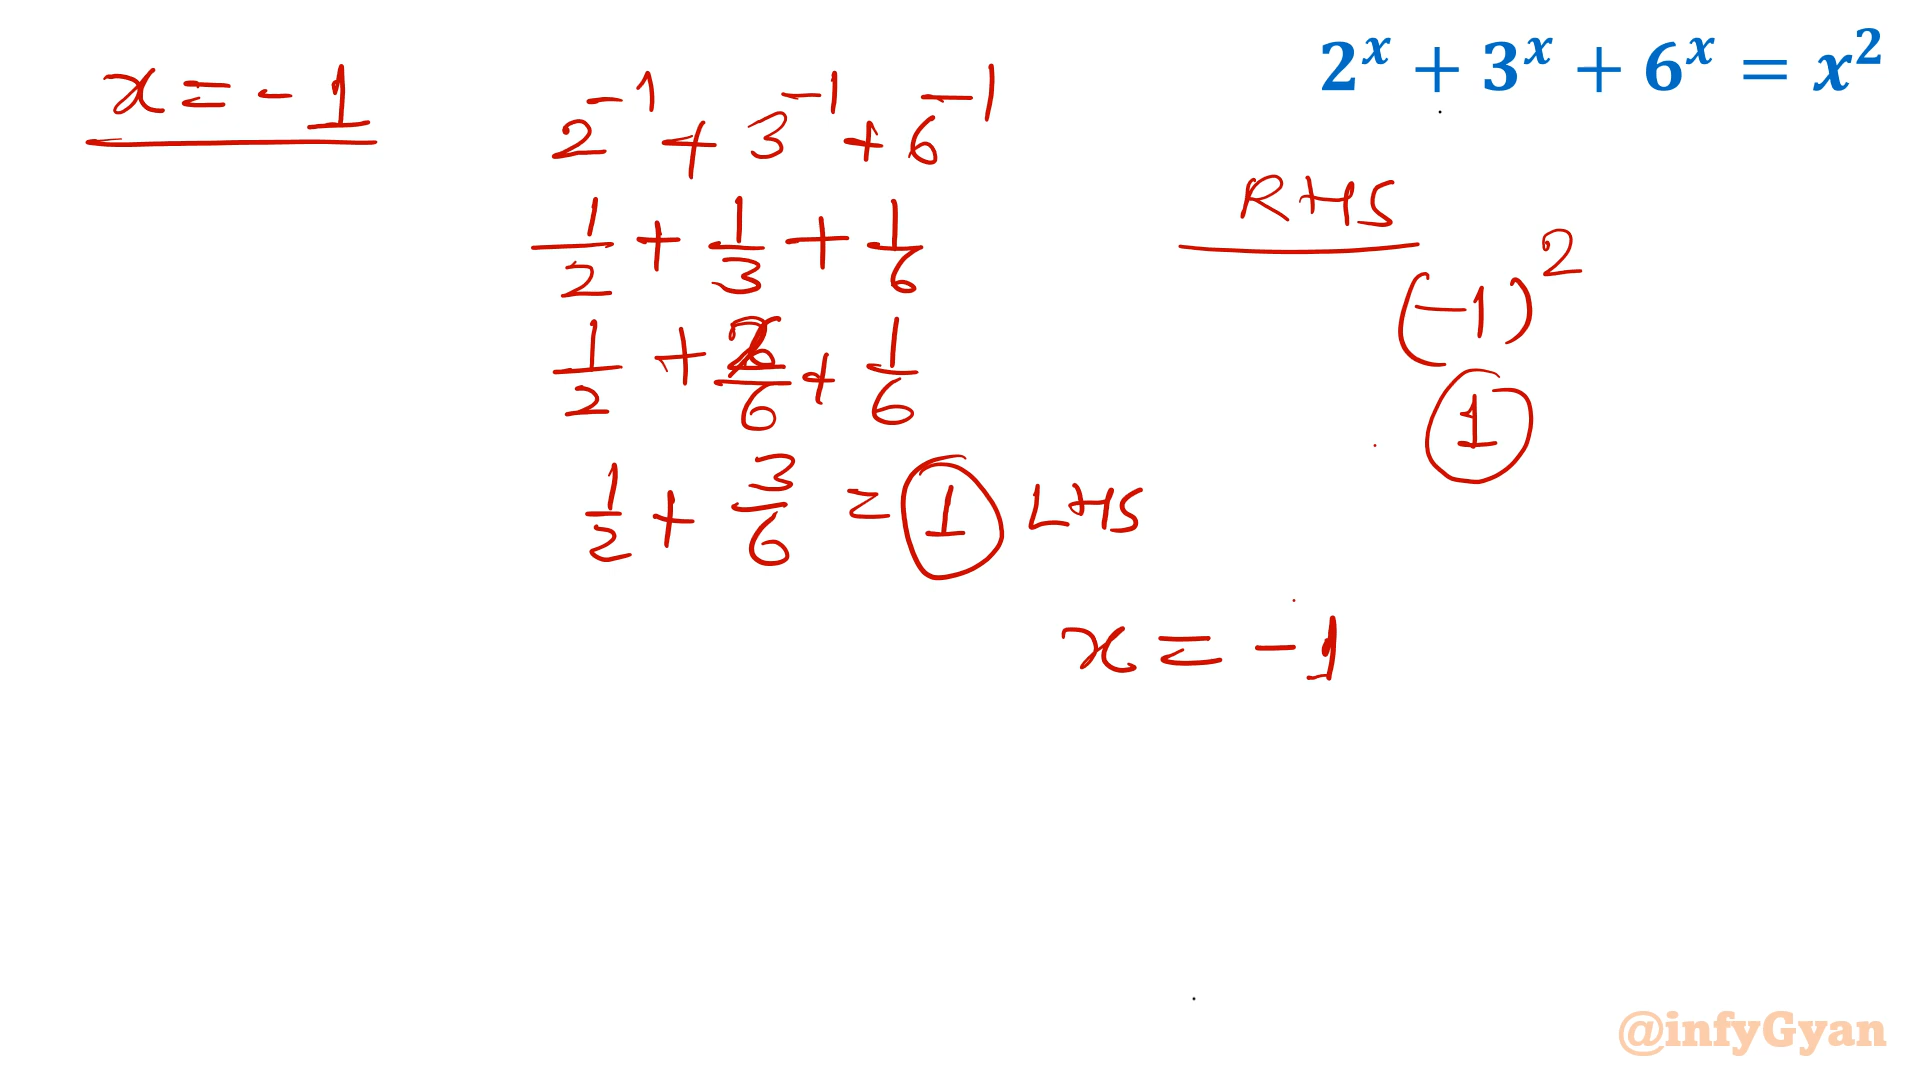 2^x + 3^x + 6^x = x^2
x = - 1
2^-1 + 3^-1 + 6^-1
1/2 + 1/3 + 1/6
1/2 + 2/6 + 1/6
1/2 + 3/6 = 1 LHS
RHS
(-1)^2
1
x = - 1
@infyGyan